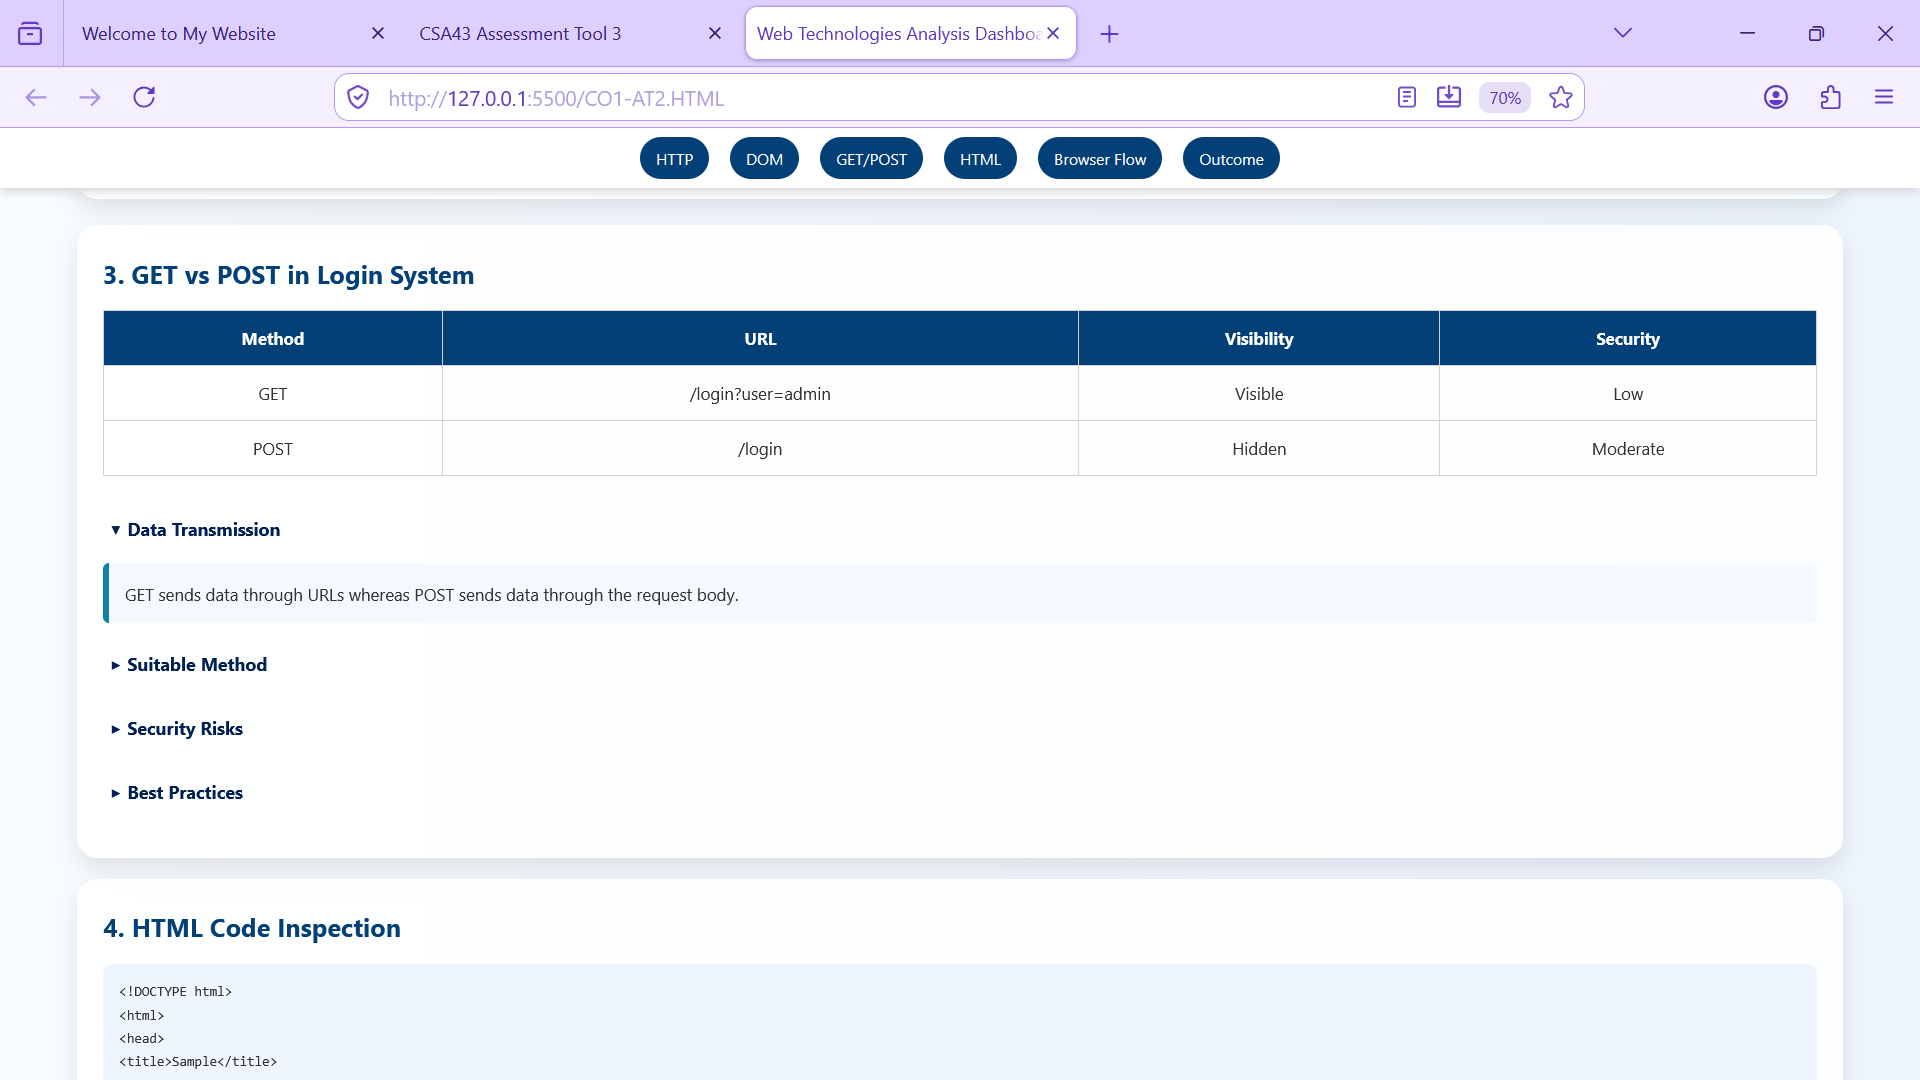 Welcome to My Website
CSA43 Assessment Tool 3
Web Technologies Analysis Dashboa
http://127.0.0.1:5500/CO1-AT2.HTML
70%
HTTP
DOM
GET/POST
HTML
Browser Flow
Outcome
3. GET vs POST in Login System
Method URL Visibility Security
GET /login?user=admin Visible Low
POST /login Hidden Moderate
▾ Data Transmission
GET sends data through URLs whereas POST sends data through the request body.
▸ Suitable Method
▸ Security Risks
▸ Best Practices
4. HTML Code Inspection
<!DOCTYPE html>
<html>
<head>
<title>Sample</title>